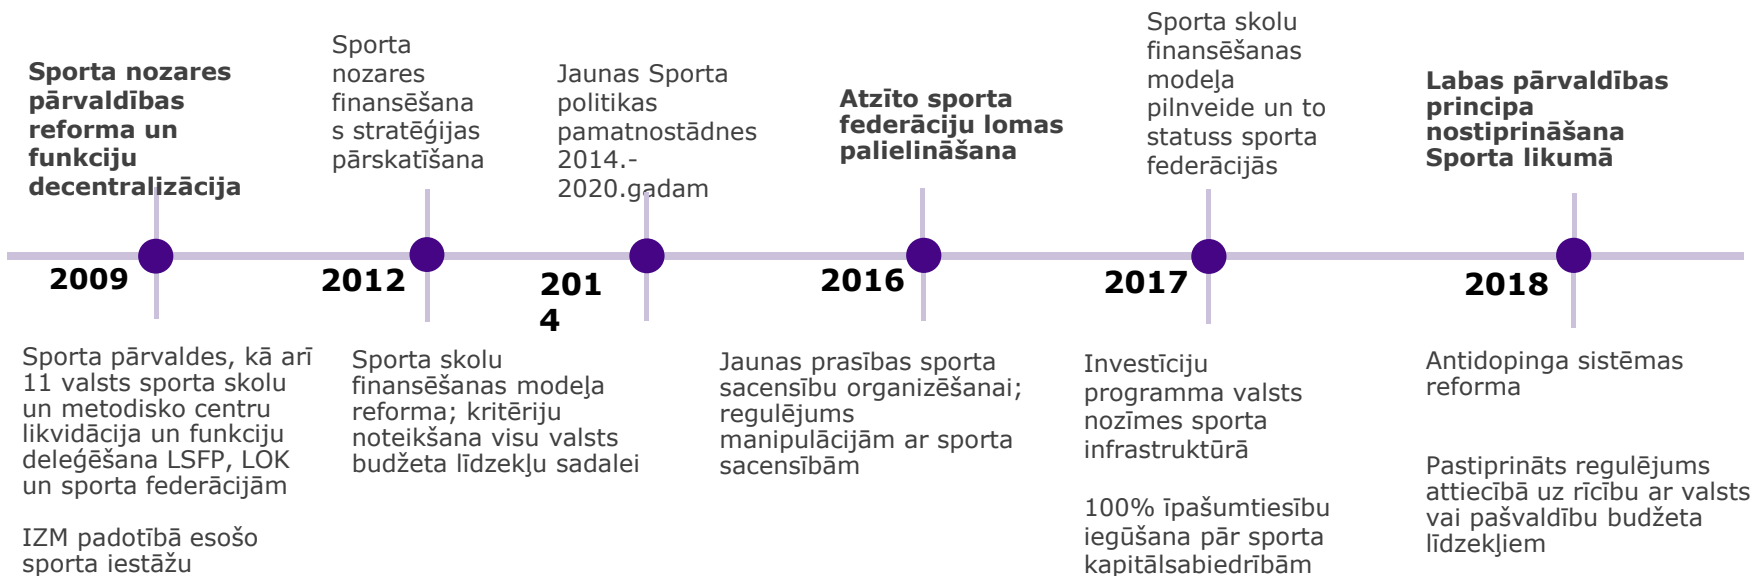 Sporta nozares
pārvaldības
reforma un
funkciju
decentralizācija
Sporta
nozares
finansēšana
s stratēģijas
pārskatīšana
Jaunas Sporta
politikas
pamatnostādnes
2014.-
2020.gadam
Atzīto sporta
federāciju lomas
palielināšana
Sporta skolu
finansēšanas
modeļa
pilnveide un to
statuss sporta
federācijās
Labas pārvaldības
principa
nostiprināšana
Sporta likumā
2009
2012
201
4
2016
2017
2018
Sporta pārvaldes, kā arī
11 valsts sporta skolu
un metodisko centru
likvidācija un funkciju
deleģēšana LSFP, LOK
un sporta federācijām
IZM padotībā esošo
sporta iestāžu
Sporta skolu
finansēšanas modeļa
reforma; kritēriju
noteikšana visu valsts
budžeta līdzekļu sadalei
Jaunas prasības sporta
sacensību organizēšanai;
regulējums
manipulācijām ar sporta
sacensībām
Investīciju
programma valsts
nozīmes sporta
infrastruktūrā
100% īpašumtiesību
iegūšana pār sporta
kapitālsabiedrībām
Antidopinga sistēmas
reforma
Pastiprināts regulējums
attiecībā uz rīcību ar valsts
vai pašvaldību budžeta
līdzekļiem